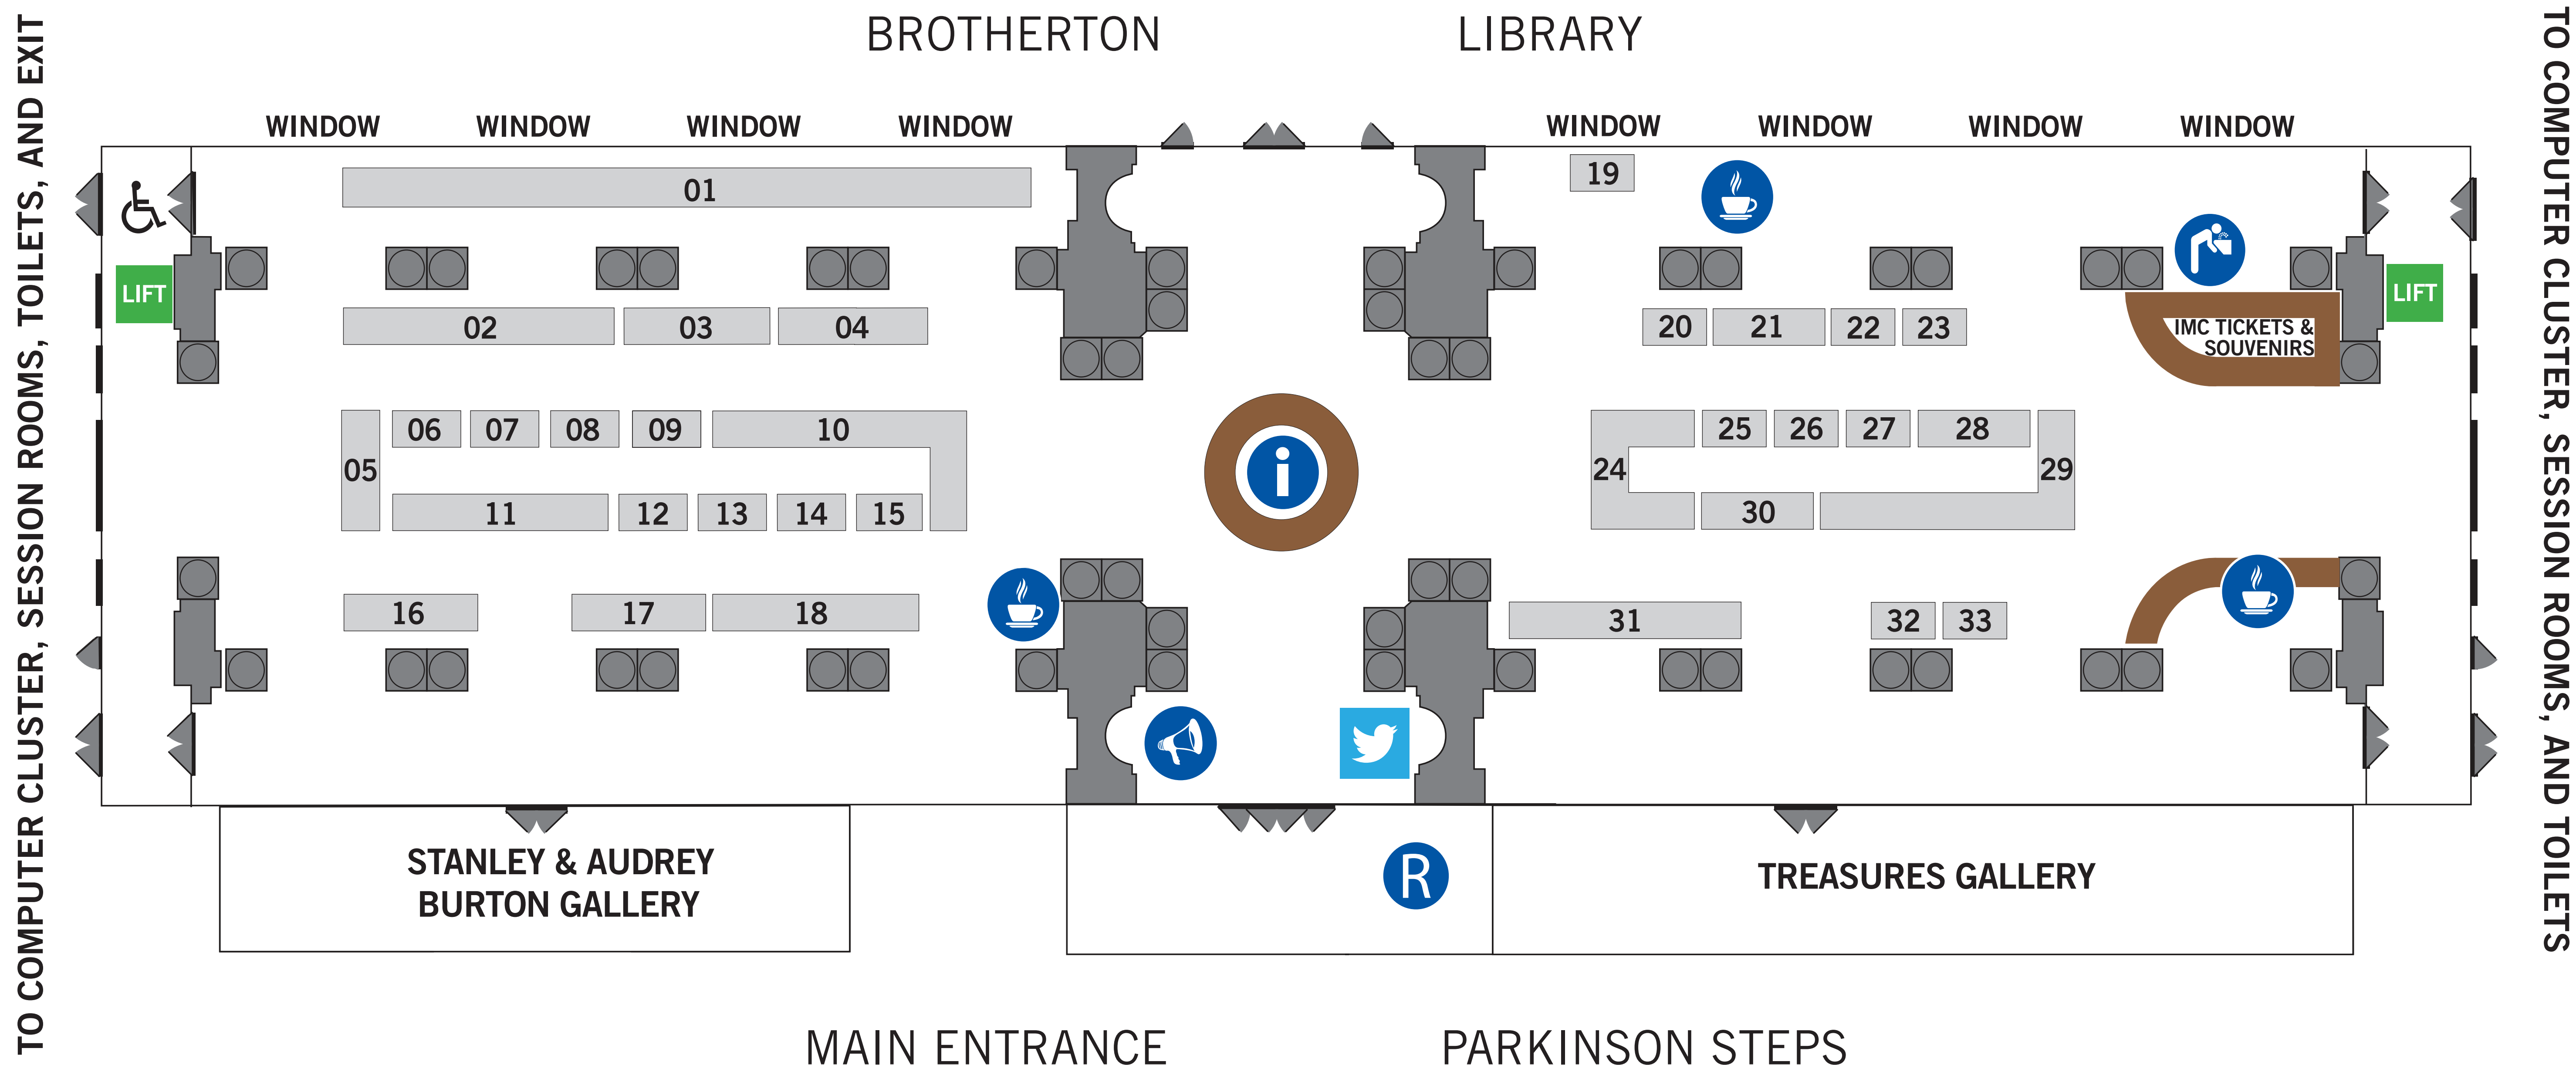 BROTHERTON LIBRARY
TO COMPUTER CLUSTER, SESSION ROOMS, TOILETS, AND EXIT
TO COMPUTER CLUSTER, SESSION ROOMS, AND TOILETS
WINDOW WINDOW WINDOW WINDOW WINDOW WINDOW WINDOW WINDOW
01
19
LIFT
LIFT
02 03 04
20 21 22 23
IMC TICKETS &
SOUVENIRS
05
06 07 08 09 10
11 12 13 14 15
i
24
25 26 27 28
29
30
16 17 18
31 32 33
STANLEY & AUDREY
BURTON GALLERY
R
TREASURES GALLERY
MAIN ENTRANCE PARKINSON STEPS